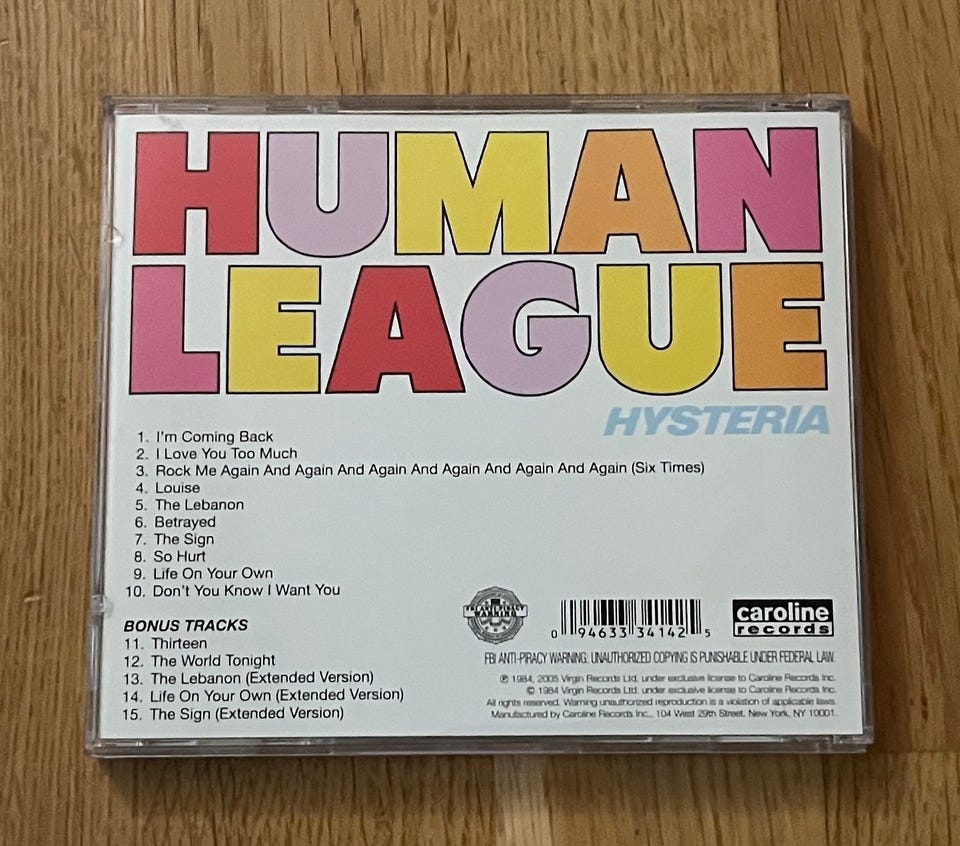 HUMAN
LEAGUE
HYSTERIA
1. I'm Coming Back
2. I Love You Too Much
3. Rock Me Again And Again And Again And Again And Again And Again (Six Times)
4. Louise
5. The Lebanon
6. Betrayed
7. The Sign
8. So Hurt
9. Life On Your Own
10. Don't You Know I Want You
BONUS TRACKS
11. Thirteen
12. The World Tonight
13. The Lebanon (Extended Version)
14. Life On Your Own (Extended Version)
15. The Sign (Extended Version)
FBI ANTI-PIRACY
WARNING
0 94633 34142 5
caroline
records
FBI ANTI-PIRACY WARNING: UNAUTHORIZED COPYING IS PUNISHABLE UNDER FEDERAL LAW.
℗ 1984, 2005 Virgin Records Ltd. under exclusive license to Caroline Records Inc.
© 1984 Virgin Records Ltd. under exclusive license to Caroline Records Inc.
All rights reserved. Warning unauthorized reproduction is a violation of applicable laws.
Manufactured by Caroline Records Inc., 104 West 29th Street, New York, NY 10001.